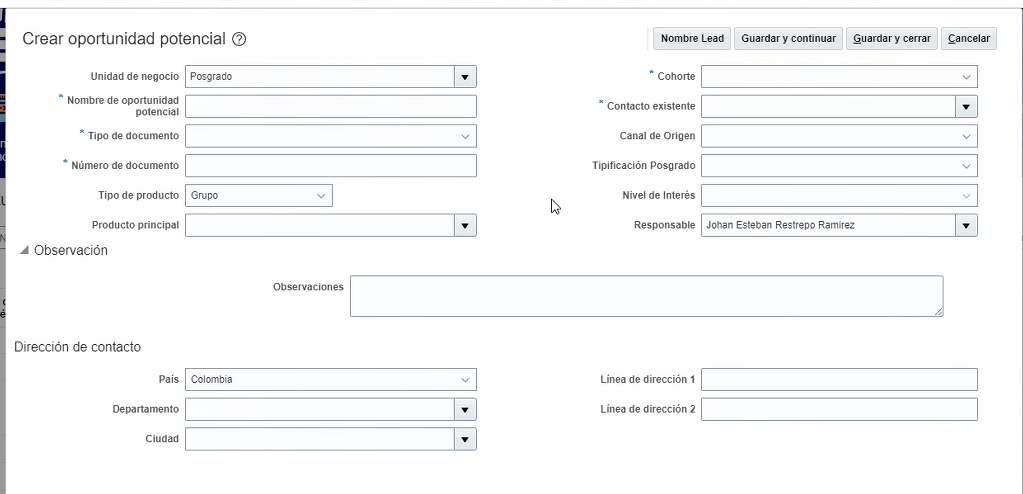 Crear oportunidad potencial
Nombre Lead
Guardar y continuar
Guardar y cerrar
Cancelar
Unidad de negocio Posgrado
* Cohorte
* Nombre de oportunidad
potencial
* Contacto existente
* Tipo de documento
Canal de Origen
* Número de documento
Tipificación Posgrado
Tipo de producto Grupo
Nivel de Interés
Producto principal
Responsable Johan Esteban Restrepo Ramirez
Observación
Observaciones
Dirección de contacto
País Colombia
Línea de dirección 1
Departamento
Línea de dirección 2
Ciudad